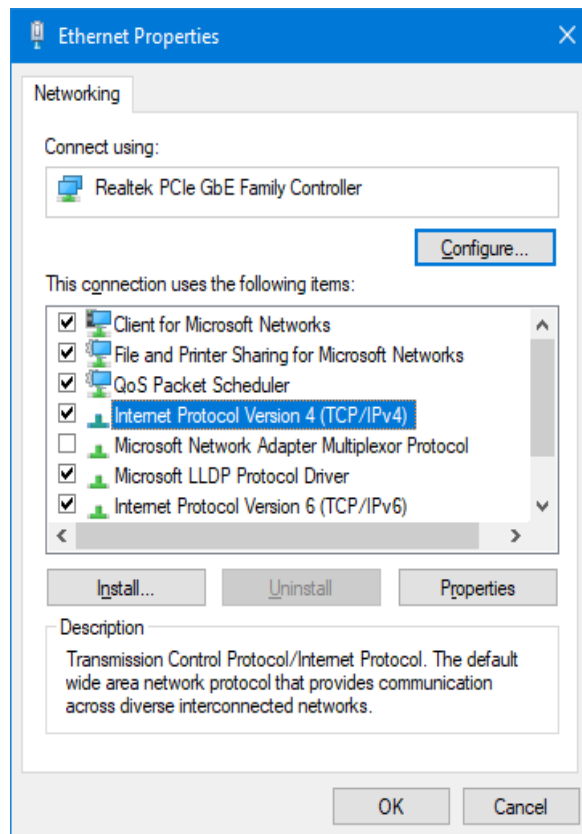 Ethernet Properties
Networking
Connect using:
Realtek PCIe GbE Family Controller
Configure...
This connection uses the following items:
Client for Microsoft Networks
File and Printer Sharing for Microsoft Networks
QoS Packet Scheduler
Internet Protocol Version 4 (TCP/IPv4)
Microsoft Network Adapter Multiplexor Protocol
Microsoft LLDP Protocol Driver
Internet Protocol Version 6 (TCP/IPv6)
Install...
Uninstall
Properties
Description
Transmission Control Protocol/Internet Protocol. The default
wide area network protocol that provides communication
across diverse interconnected networks.
OK
Cancel